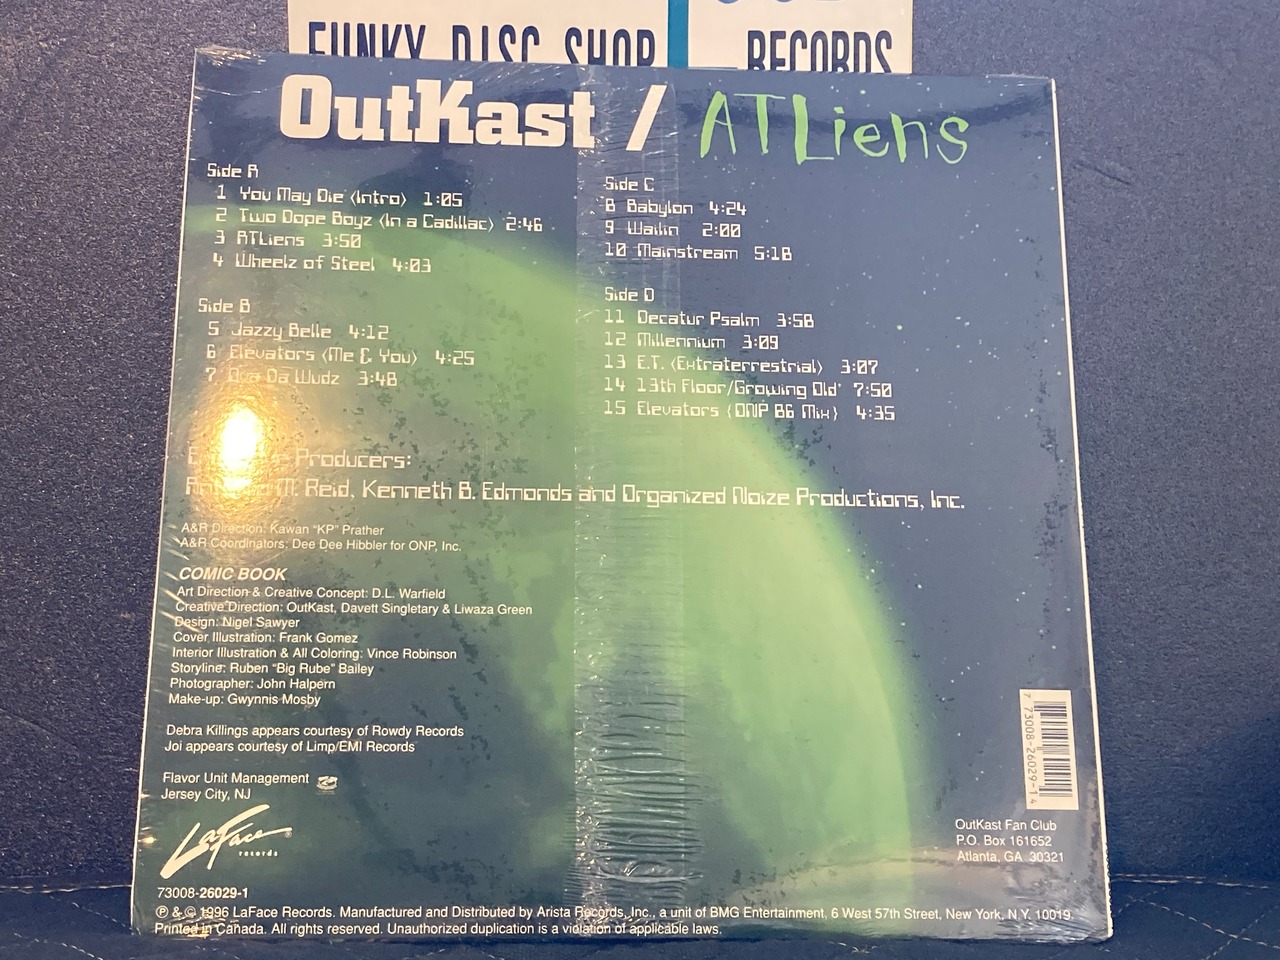 FUNKY DISC SHOP
RECORDS
OutKast / ATLiens
Side A
1 You May Die (Intro) 1:05
2 Two Dope Boyz (In a Cadillac) 2:46
3 ATLiens 3:50
4 Wheelz of Steel 4:03
Side B
5 Jazzy Belle 4:12
6 Elevators (Me & You) 4:25
7 Ova Da Wudz 3:48
Side C
8 Babylon 4:24
9 Wailin 2:00
10 Mainstream 5:18
Side D
11 Decatur Psalm 3:58
12 Millennium 3:09
13 E.T. (Extraterrestrial) 3:07
14 13th Floor/Growing Old' 7:50
15 Elevators (ONP 86 Mix) 4:35
Producers:
M. Reid, Kenneth B. Edmonds and Organized Noize Productions, Inc.
A&R Direction: Kawan "KP" Prather
A&R Coordinators: Dee Dee Hibbler for ONP, Inc.
COMIC BOOK
Art Direction & Creative Concept: D.L. Warfield
Creative Direction: OutKast, Davett Singletary & Liwaza Green
Design: Nigel Sawyer
Cover Illustration: Frank Gomez
Interior Illustration & All Coloring: Vince Robinson
Storyline: Ruben "Big Rube" Bailey
Photographer: John Halpern
Make-up: Gwynnis Mosby
Debra Killings appears courtesy of Rowdy Records
Joi appears courtesy of Limp/EMI Records
Flavor Unit Management
Jersey City, NJ
LaFace®
records
7 73008-26029-1 4
OutKast Fan Club
P.O. Box 161652
Atlanta, GA 30321
73008-26029-1
℗ & © 1996 LaFace Records. Manufactured and Distributed by Arista Records, Inc., a unit of BMG Entertainment, 6 West 57th Street, New York, N.Y. 10019.
Printed in Canada. All rights reserved. Unauthorized duplication is a violation of applicable laws.